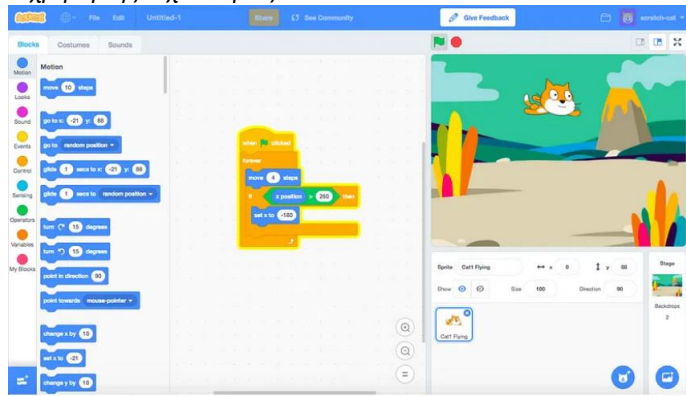 SCRATCH File Edit Untitled-1 Share See Community Give Feedback scratch-cat
Blocks Costumes Sounds
Motion
Looks
Sound
Events
Control
Sensing
Operators
Variables
My Blocks
Motion
move 10 steps
go to x: -21 y: 88
go to random position
glide 1 secs to x: -21 y: 88
glide 1 secs to random position
turn 15 degrees
turn 15 degrees
point in direction 90
point towards mouse-pointer
change x by 10
set x to -21
change y by 10
when clicked
forever
move 4 steps
if x position > then
set x to -180
Sprite Cat1 Flying x 0 y 88
Show Size 100 Direction 90
Cat1 Flying
Stage
Backdrops
2